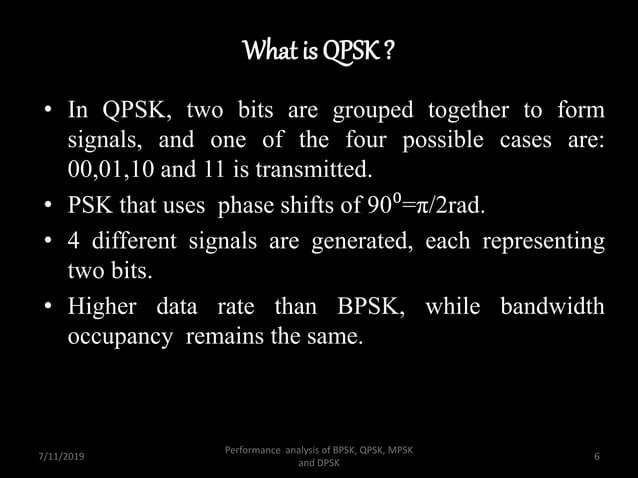 What is QPSK ?
• In QPSK, two bits are grouped together to form
signals, and one of the four possible cases are:
00,01,10 and 11 is transmitted.
• PSK that uses phase shifts of 90⁰=π/2rad.
• 4 different signals are generated, each representing
two bits.
• Higher data rate than BPSK, while bandwidth
occupancy remains the same.
7/11/2019
Performance analysis of BPSK, QPSK, MPSK
and DPSK
6